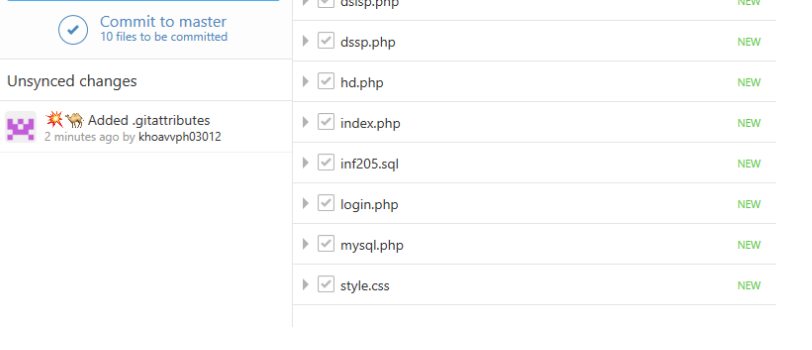 Commit to master
10 files to be committed
Unsynced changes
💥🐫 Added .gitattributes
2 minutes ago by khoavvph03012
dslsp.php NEW
dssp.php NEW
hd.php NEW
index.php NEW
inf205.sql NEW
login.php NEW
mysql.php NEW
style.css NEW